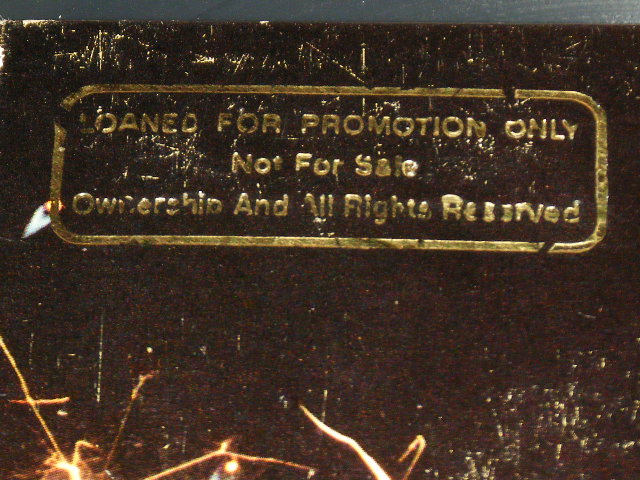 LOANED FOR PROMOTION ONLY
Not For Sale
Ownership And All Rights Reserved